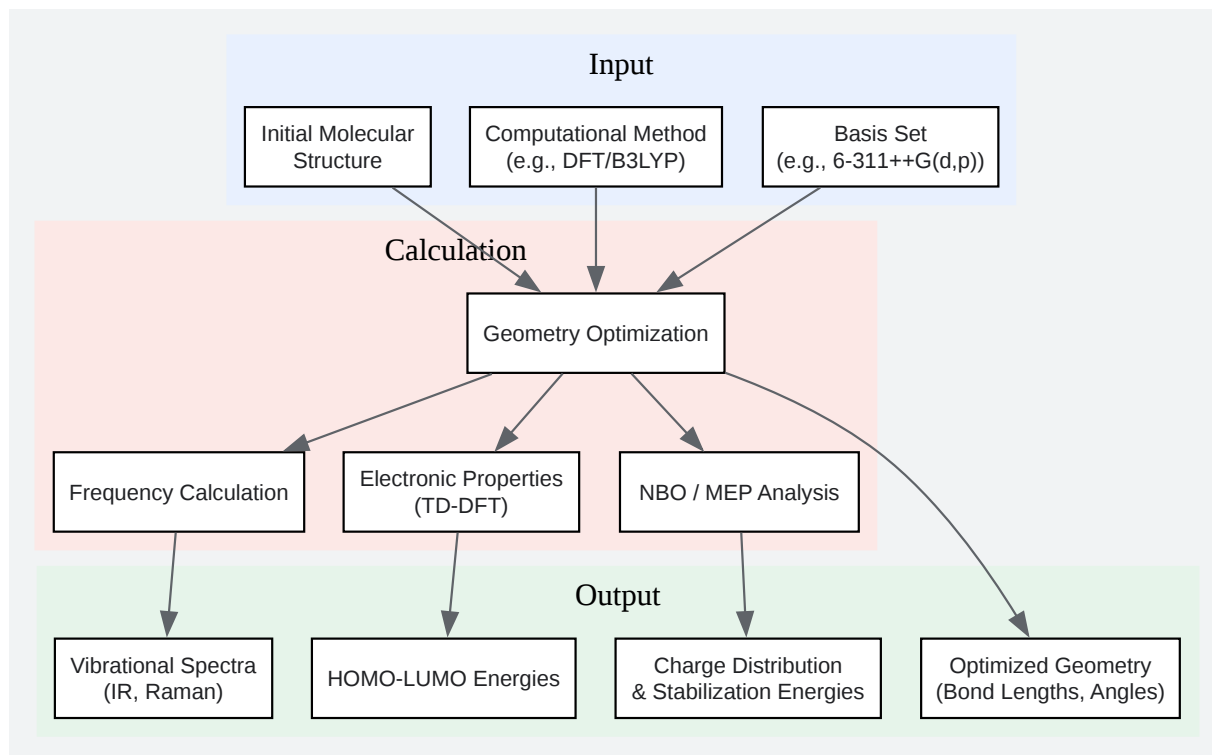 Input
Initial Molecular
Structure
Computational Method
(e.g., DFT/B3LYP)
Basis Set
(e.g., 6-311++G(d,p))
Calculation
Geometry Optimization
Frequency Calculation
Electronic Properties
(TD-DFT)
NBO / MEP Analysis
Output
Vibrational Spectra
(IR, Raman)
HOMO-LUMO Energies
Charge Distribution
& Stabilization Energies
Optimized Geometry
(Bond Lengths, Angles)